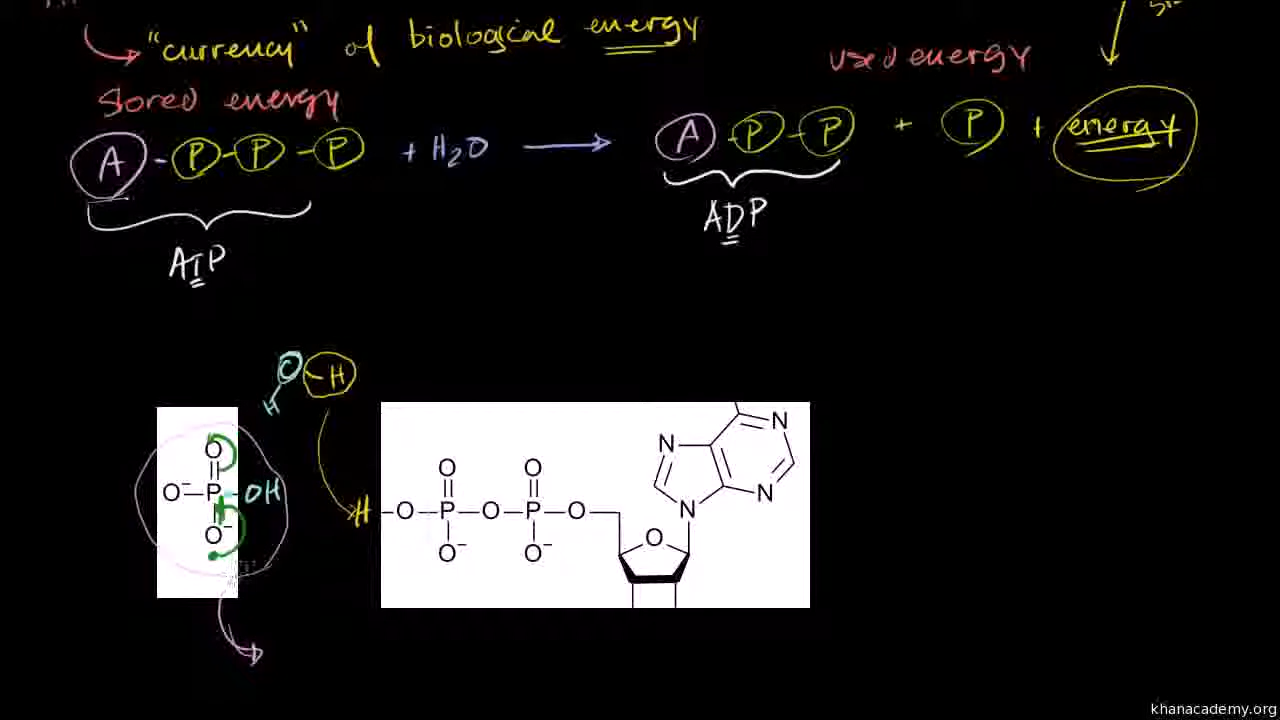 "currency" of biological energy
used energy
stored energy
A - P - P - P + H₂O → A - P - P + P + energy
ATP
ADP
O - H
H
O
O⁻ - P - OH
O⁻
N N
N N
O O
H - O - P - O - P - O
O⁻ O⁻
O
khanacademy.org